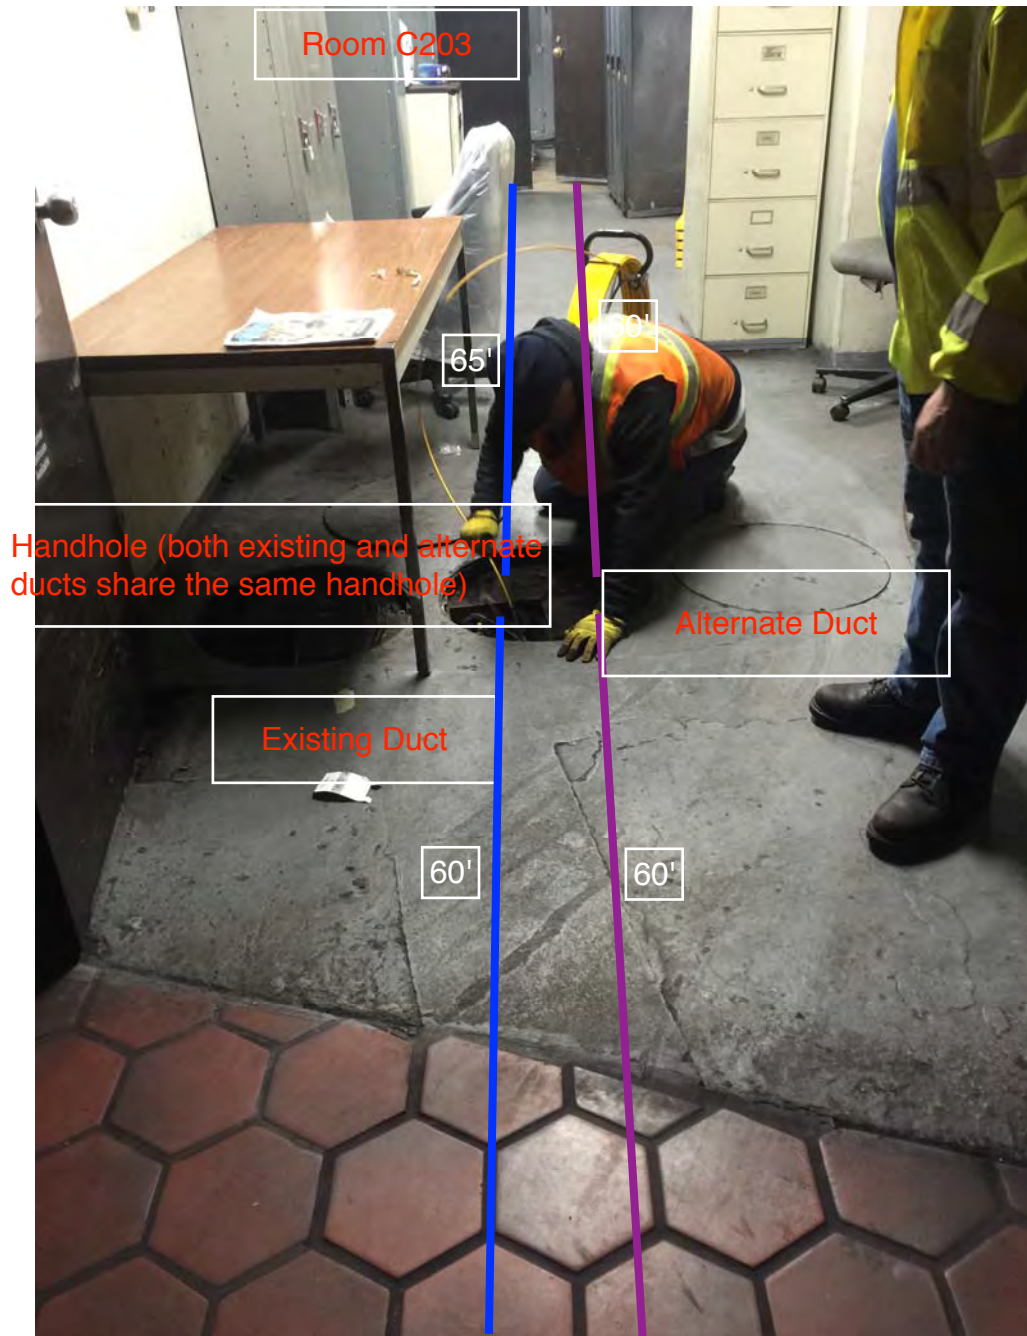 Room C203
60'
65'
Handhole (both existing and alternate
ducts share the same handhole)
Alternate Duct
Existing Duct
60'
60'